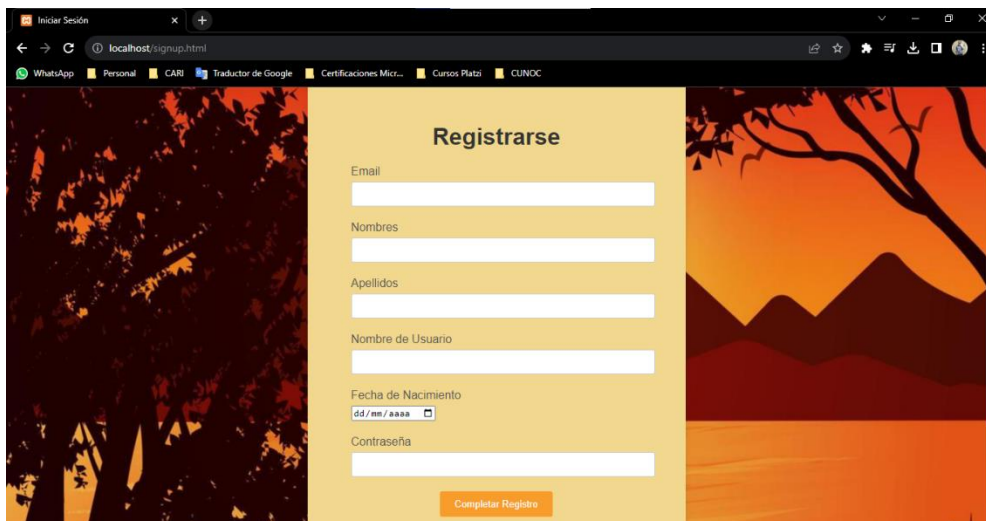 Iniciar Sesión
localhost/signup.html
WhatsApp Personal CARI Traductor de Google Certificaciones Micr... Cursos Platzi CUNOC
Registrarse
Email
Nombres
Apellidos
Nombre de Usuario
Fecha de Nacimiento
dd/mm/aaaa
Contraseña
Completar Registro